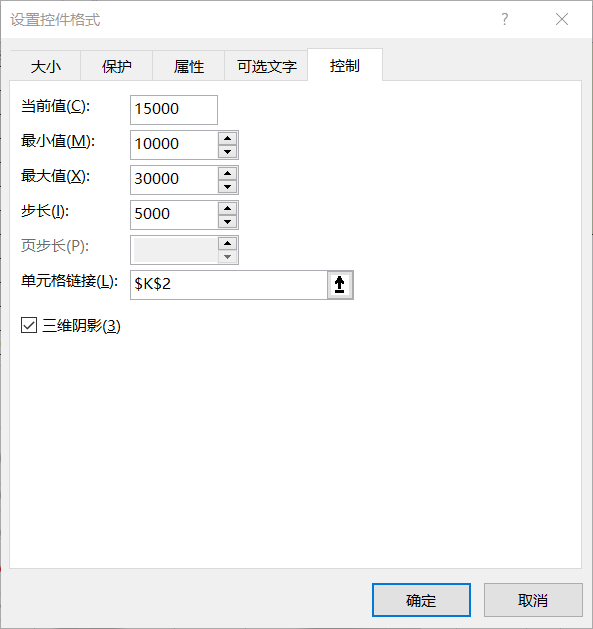 设置控件格式
大小 保护 属性 可选文字 控制
当前值(C): 15000
最小值(M): 10000
最大值(X): 30000
步长(I): 5000
页步长(P):
单元格链接(L): $K$2
三维阴影(3)
确定 取消